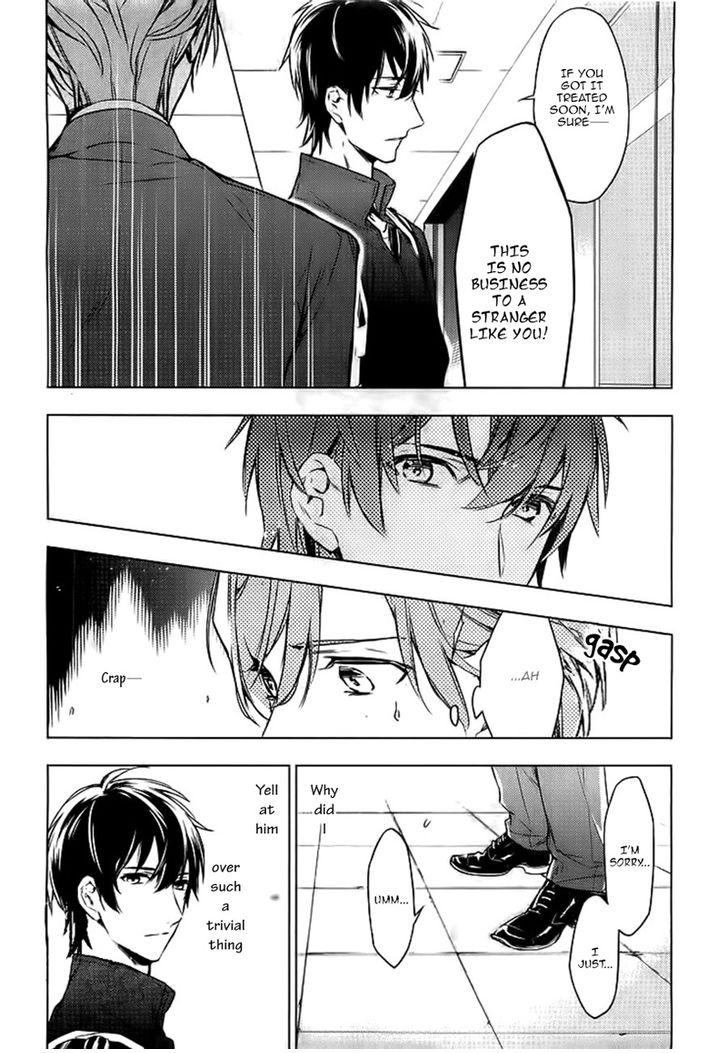 IF YOU
GOT IT
TREATED
SOON, I'M
SURE—
THIS
IS NO
BUSINESS
TO A
STRANGER
LIKE YOU!
gasp
...AH
Crap—
I'M
SORRY...
I
JUST...
UMM...
Why
did
I
Yell
at
him
over
such
a
trivial
thing